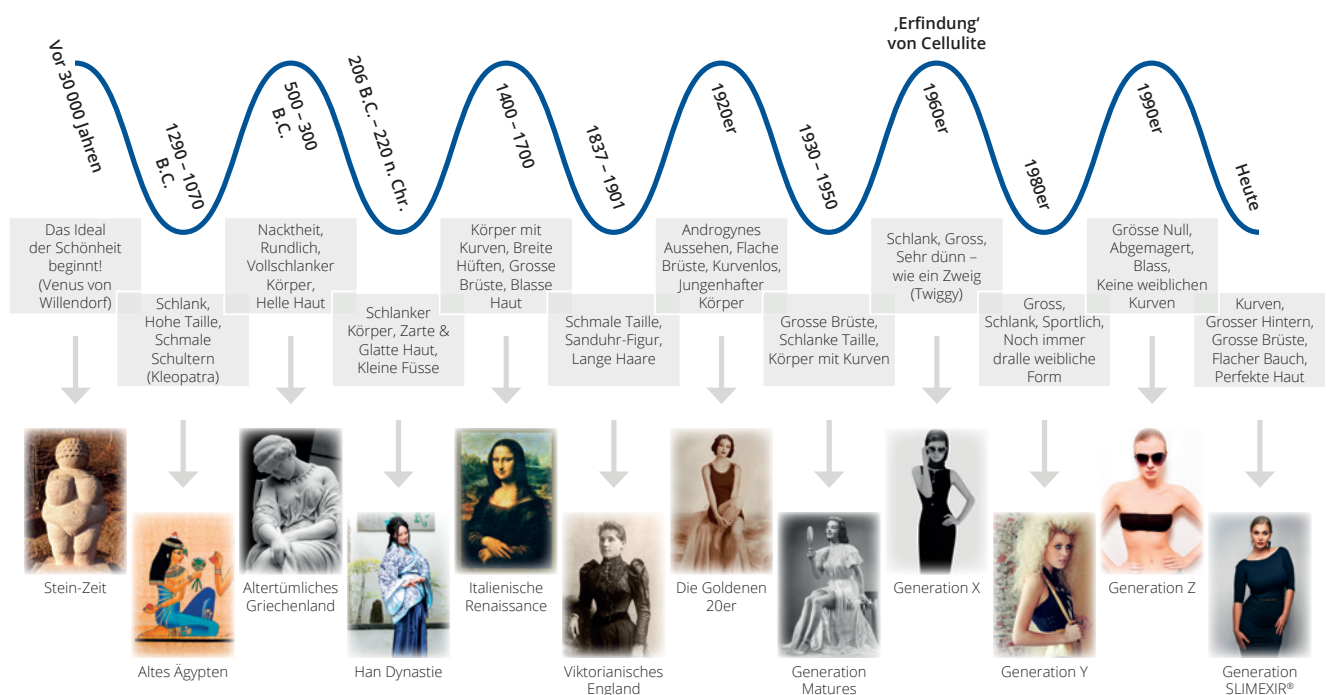 ‚Erfindung‘
von Cellulite
Vor 30 000 Jahren
1290 – 1070
B.C.
500 – 300
B.C.
206 B.C. – 220 n. Chr.
1400 – 1700
1837 – 1901
1920er
1930 – 1950
1960er
1980er
1990er
Heute
Das Ideal
der Schönheit
beginnt!
(Venus von
Willendorf)
Schlank,
Hohe Taille,
Schmale
Schultern
(Kleopatra)
Nacktheit,
Rundlich,
Vollschlanker
Körper,
Helle Haut
Schlanker
Körper, Zarte &
Glatte Haut,
Kleine Füsse
Körper mit
Kurven, Breite
Hüften, Grosse
Brüste, Blasse
Haut
Schmale Taille,
Sanduhr-Figur,
Lange Haare
Androgynes
Aussehen, Flache
Brüste, Kurvenlos,
Jungenhafter
Körper
Grosse Brüste,
Schlanke Taille,
Körper mit Kurven
Schlank, Gross,
Sehr dünn –
wie ein Zweig
(Twiggy)
Gross,
Schlank, Sportlich,
Noch immer
dralle weibliche
Form
Grösse Null,
Abgemagert,
Blass,
Keine weiblichen
Kurven
Kurven,
Grosser Hintern,
Grosse Brüste,
Flacher Bauch,
Perfekte Haut
Stein-Zeit
Altes Ägypten
Altertümliches
Griechenland
Han Dynastie
Italienische
Renaissance
Viktorianisches
England
Die Goldenen
20er
Generation
Matures
Generation X
Generation Y
Generation Z
Generation
SLIMEXIR®